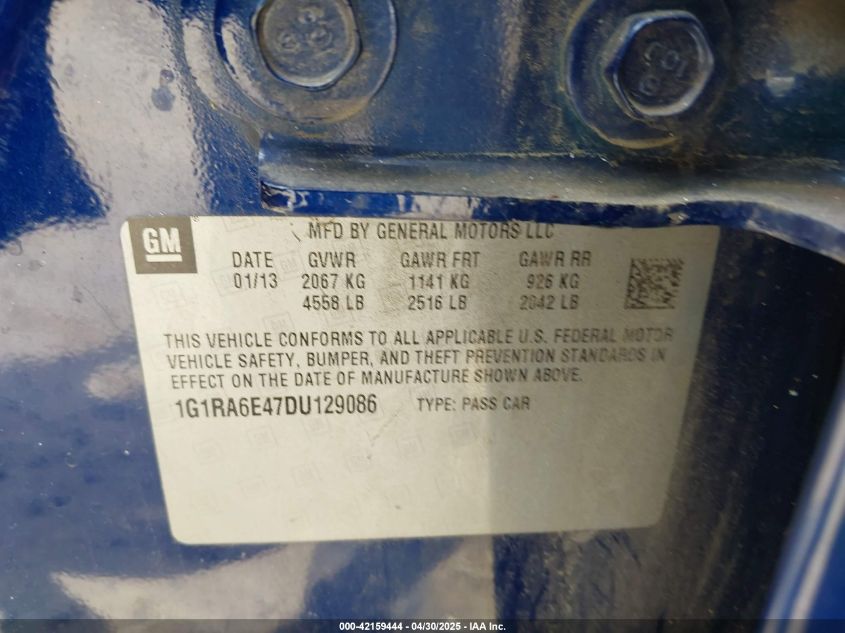 GM
MFD BY GENERAL MOTORS LLC
DATE GVWR GAWR FRT GAWR RR
01/13 2067 KG 1141 KG 926 KG
4558 LB 2516 LB 2042 LB
THIS VEHICLE CONFORMS TO ALL APPLICABLE U.S. FEDERAL MOTOR
VEHICLE SAFETY, BUMPER, AND THEFT PREVENTION STANDARDS IN
EFFECT ON THE DATE OF MANUFACTURE SHOWN ABOVE.
1G1RA6E47DU129086 TYPE: PASS CAR
000-42159444 - 04/30/2025 - IAA Inc.